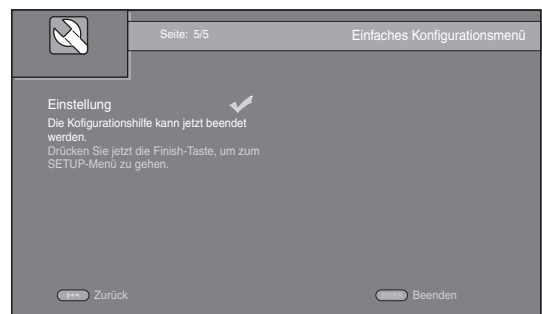 Seite: 5/5
Einfaches Konfigurationsmenü
Einstellung
Die Kofigurationshilfe kann jetzt beendet
werden.
Drücken Sie jetzt die Finish-Taste, um zum
SETUP-Menü zu gehen.
Zurück
ENTER Beenden